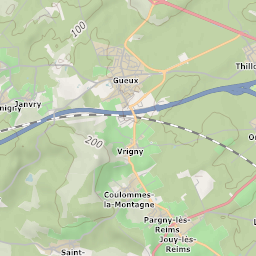 100
Gueux
Thillo
Janvry
nigny
200
Vrigny
Coulommes-
la-Montagne
Pargny-lès-
Reims
Jouy-lès-
Reims
Saint-